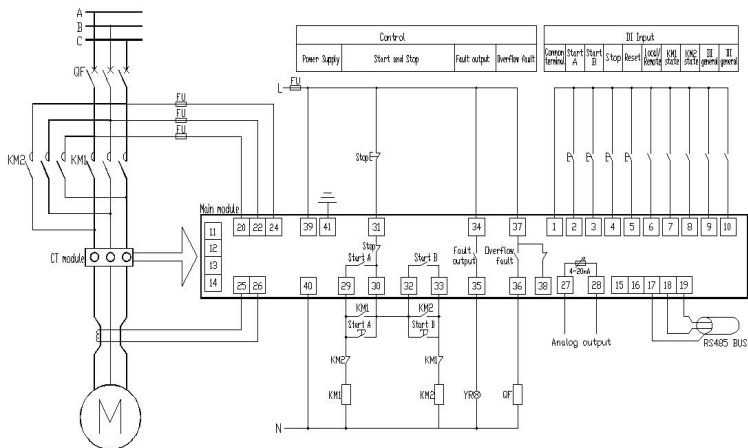 A
B
C
QF
FU
FU
FU
KM2
KM1
CT module
M
Control
Power Supply
Start and Stop
Fault output
Overflow fault
DI Input
Common terminal
Start A
Start B
Stop
Reset
Local/ Remote
KM1 state
KM2 state
DI general
DI general
L
FU
Stop
Main module
11
12
13
14
20
22
24
39
41
31
34
37
1
2
3
4
5
6
7
8
9
10
Stop
Start A
Start B
Fault output
Overflow fault
4-20mA
25
26
40
29
30
32
33
35
36
38
27
28
15
16
17
18
19
KM1
KM2
Start A
Start B
KM2
KM1
KM1
KM2
YR
QF
N
Analog output
RS485 BUS